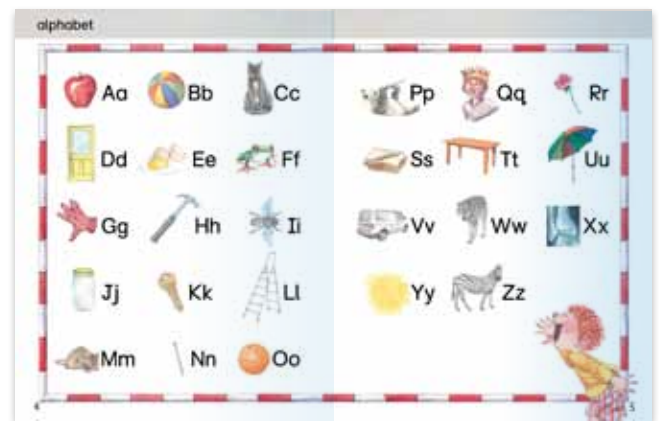 alphabet
Aa Bb Cc
Dd Ee Ff
Gg Hh Ii
Jj Kk Ll
Mm Nn Oo
Pp Qq Rr
Ss Tt Uu
Vv Ww Xx
Yy Zz
4
5